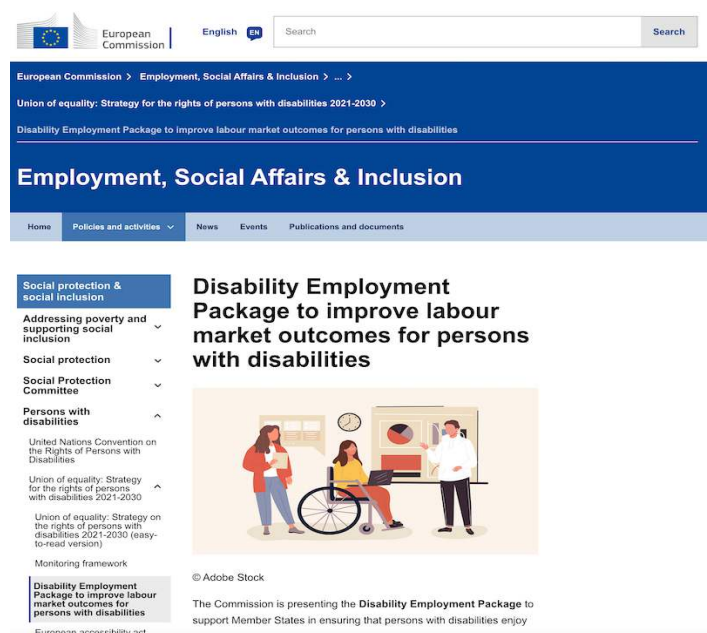 European
Commission
English EN
Search
Search
European Commission > Employment, Social Affairs & Inclusion > ... >
Union of equality: Strategy for the rights of persons with disabilities 2021-2030 >
Disability Employment Package to improve labour market outcomes for persons with disabilities
Employment, Social Affairs & Inclusion
Home
Policies and activities
News
Events
Publications and documents
Social protection &
social inclusion
Addressing poverty and
supporting social
inclusion
Social protection
Social Protection
Committee
Persons with
disabilities
United Nations Convention on
the Rights of Persons with
Disabilities
Union of equality: Strategy
for the rights of persons
with disabilities 2021-2030
Union of equality: Strategy on
the rights of persons with
disabilities 2021-2030 (easy-
to-read version)
Monitoring framework
Disability Employment
Package to improve labour
market outcomes for
persons with disabilities
European accessibility act
Disability Employment
Package to improve labour
market outcomes for persons
with disabilities
© Adobe Stock
The Commission is presenting the Disability Employment Package to
support Member States in ensuring that persons with disabilities enjoy